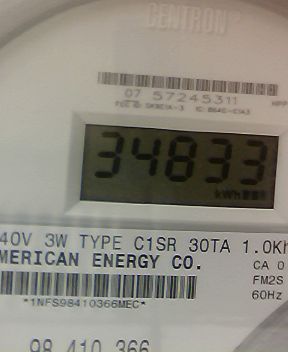 CENTRON
07 57245311
34833
kWh
40V 3W TYPE C1SR 30TA 1.0Kh
MERICAN ENERGY CO.
CA 0
FM2S
60Hz
*1NFS98410366MEC*
98 410 366